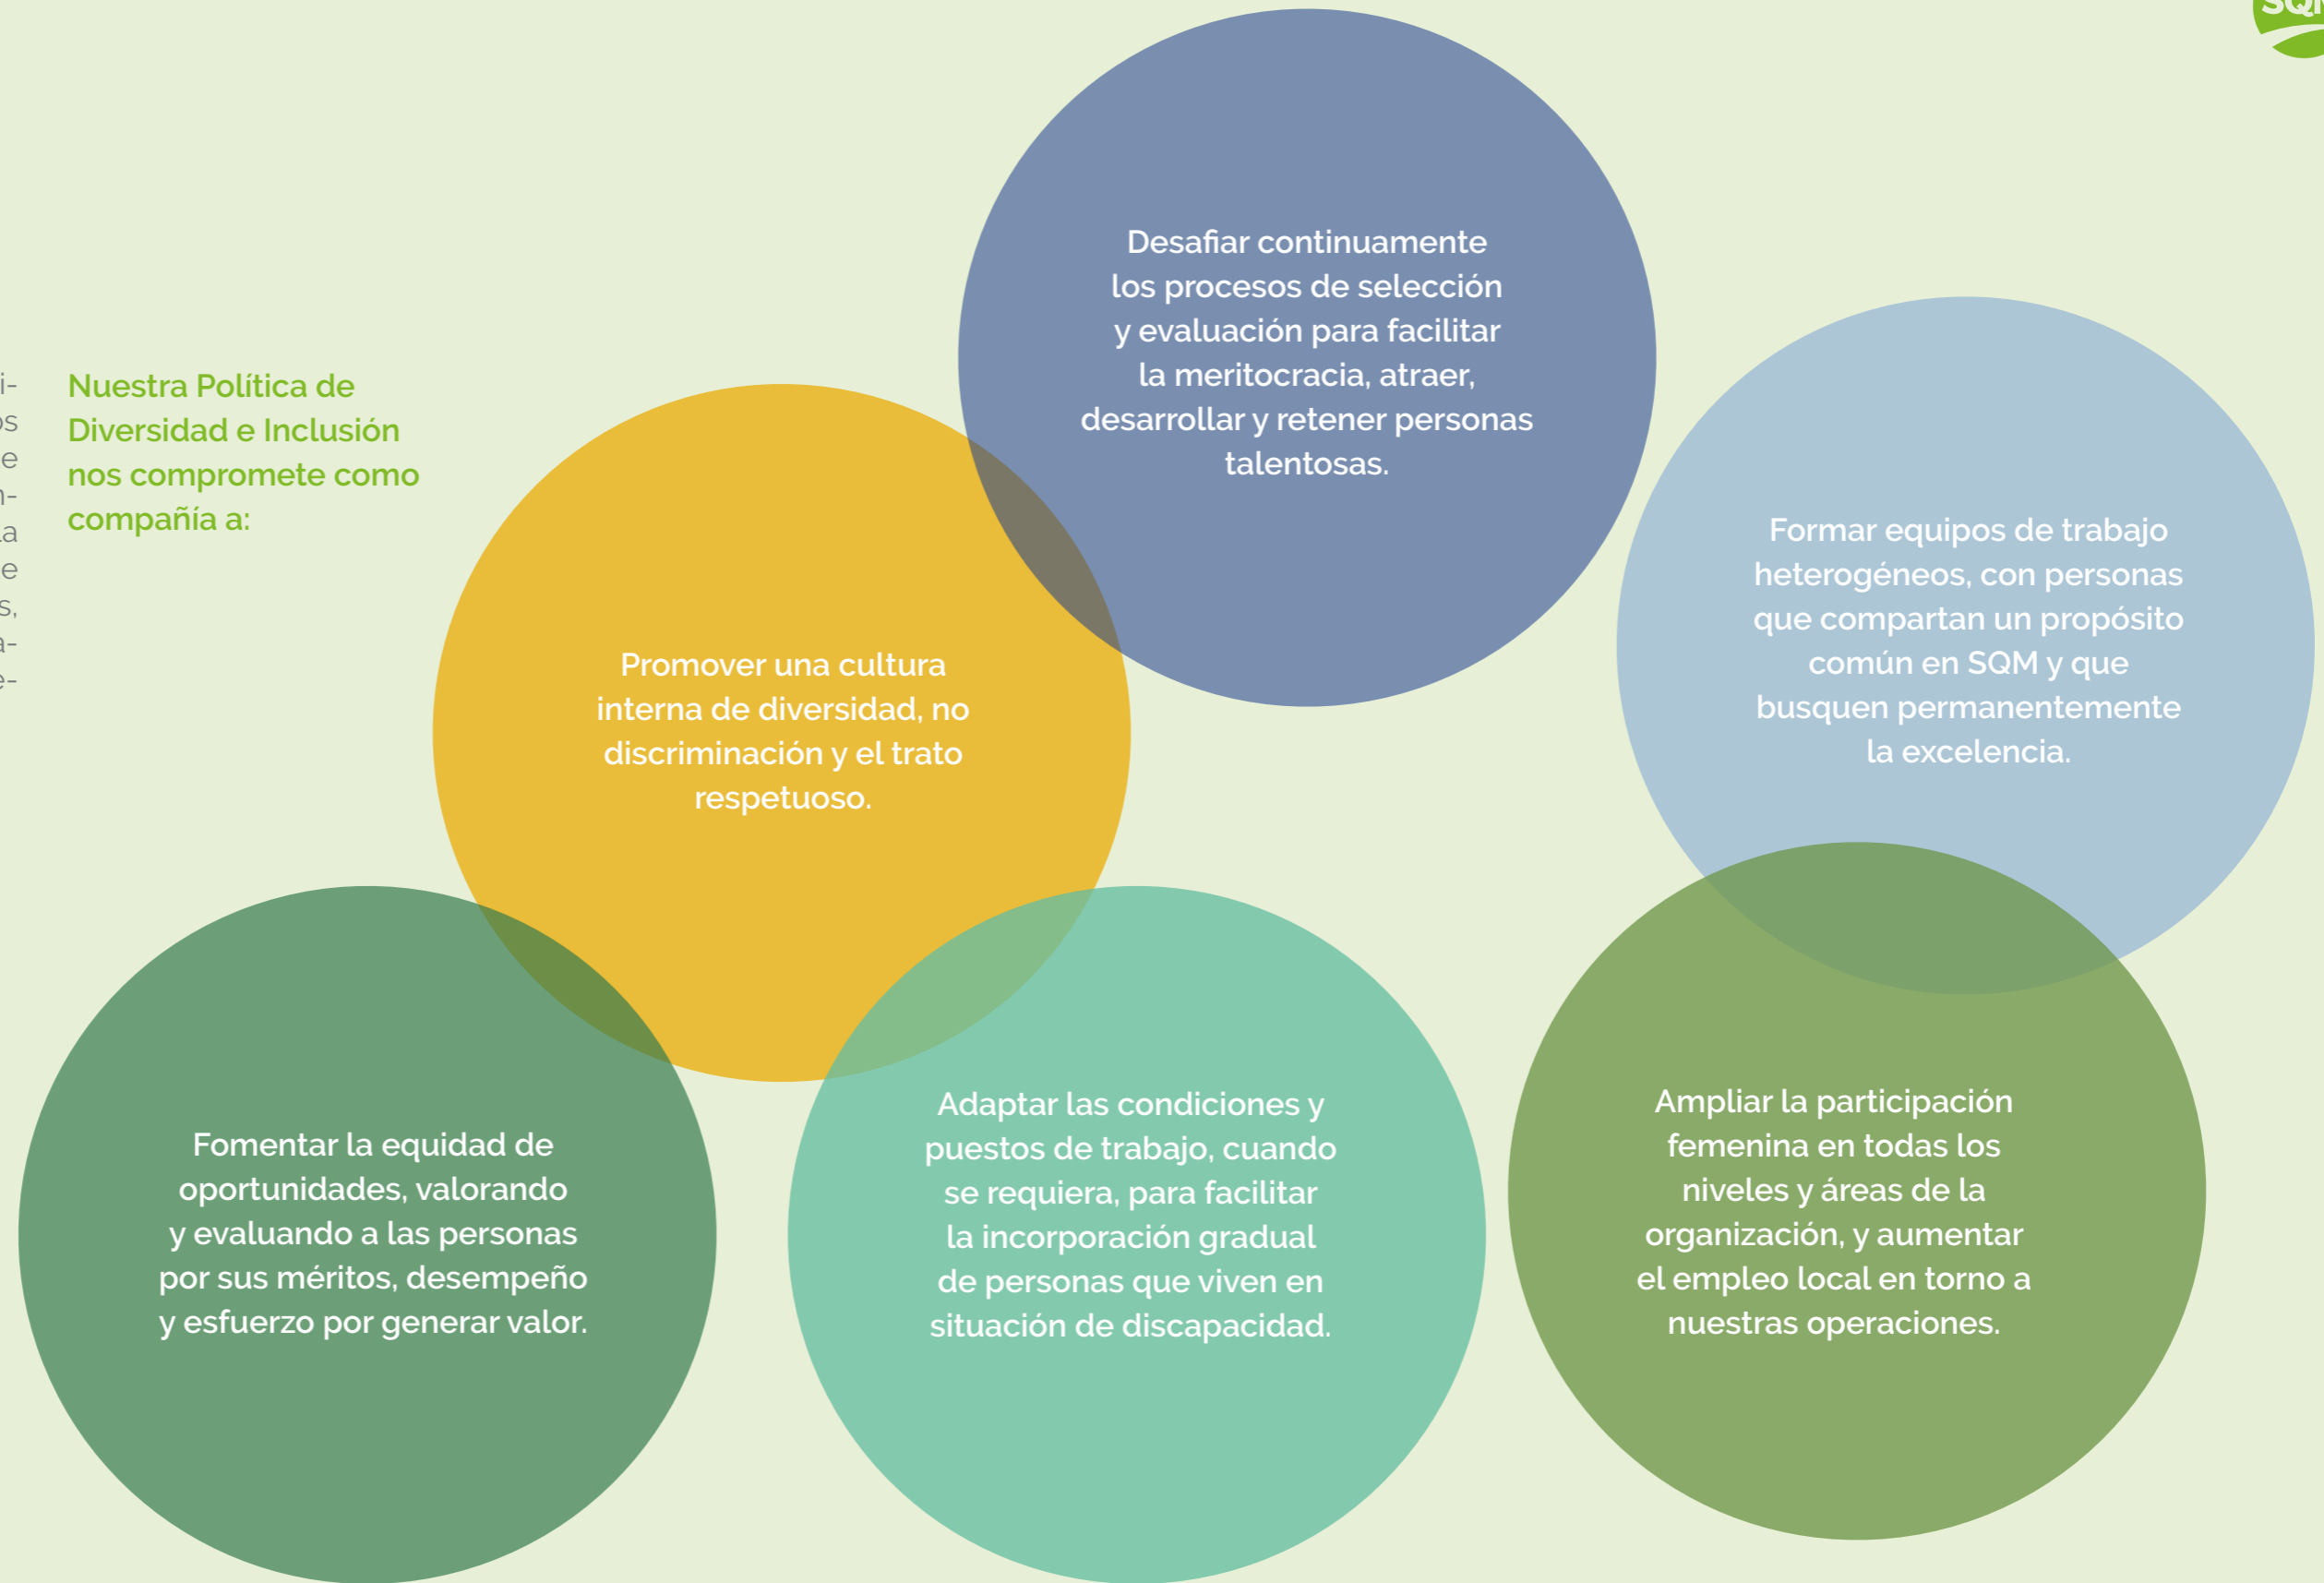 SQM
Nuestra Política de
Diversidad e Inclusión
nos compromete como
compañía a:
Desafiar continuamente
los procesos de selección
y evaluación para facilitar
la meritocracia, atraer,
desarrollar y retener personas
talentosas.
Formar equipos de trabajo
heterogéneos, con personas
que compartan un propósito
común en SQM y que
busquen permanentemente
la excelencia.
Promover una cultura
interna de diversidad, no
discriminación y el trato
respetuoso.
Fomentar la equidad de
oportunidades, valorando
y evaluando a las personas
por sus méritos, desempeño
y esfuerzo por generar valor.
Adaptar las condiciones y
puestos de trabajo, cuando
se requiera, para facilitar
la incorporación gradual
de personas que viven en
situación de discapacidad.
Ampliar la participación
femenina en todas los
niveles y áreas de la
organización, y aumentar
el empleo local en torno a
nuestras operaciones.